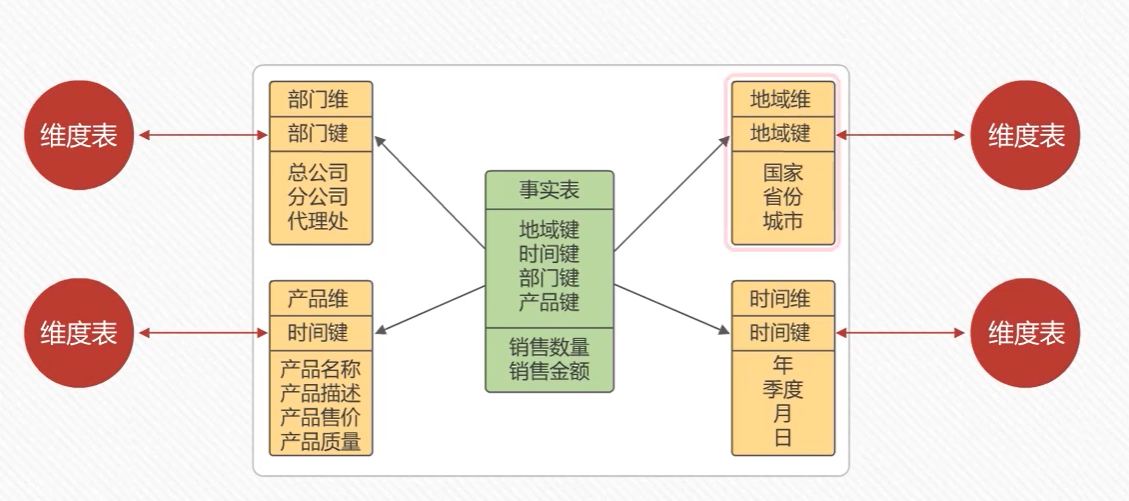 维度表
部门维
部门键
总公司
分公司
代理处
事实表
地域键
时间键
部门键
产品键
销售数量
销售金额
地域维
地域键
国家
省份
城市
维度表
维度表
产品维
时间键
产品名称
产品描述
产品售价
产品质量
时间维
时间键
年
季度
月
日
维度表